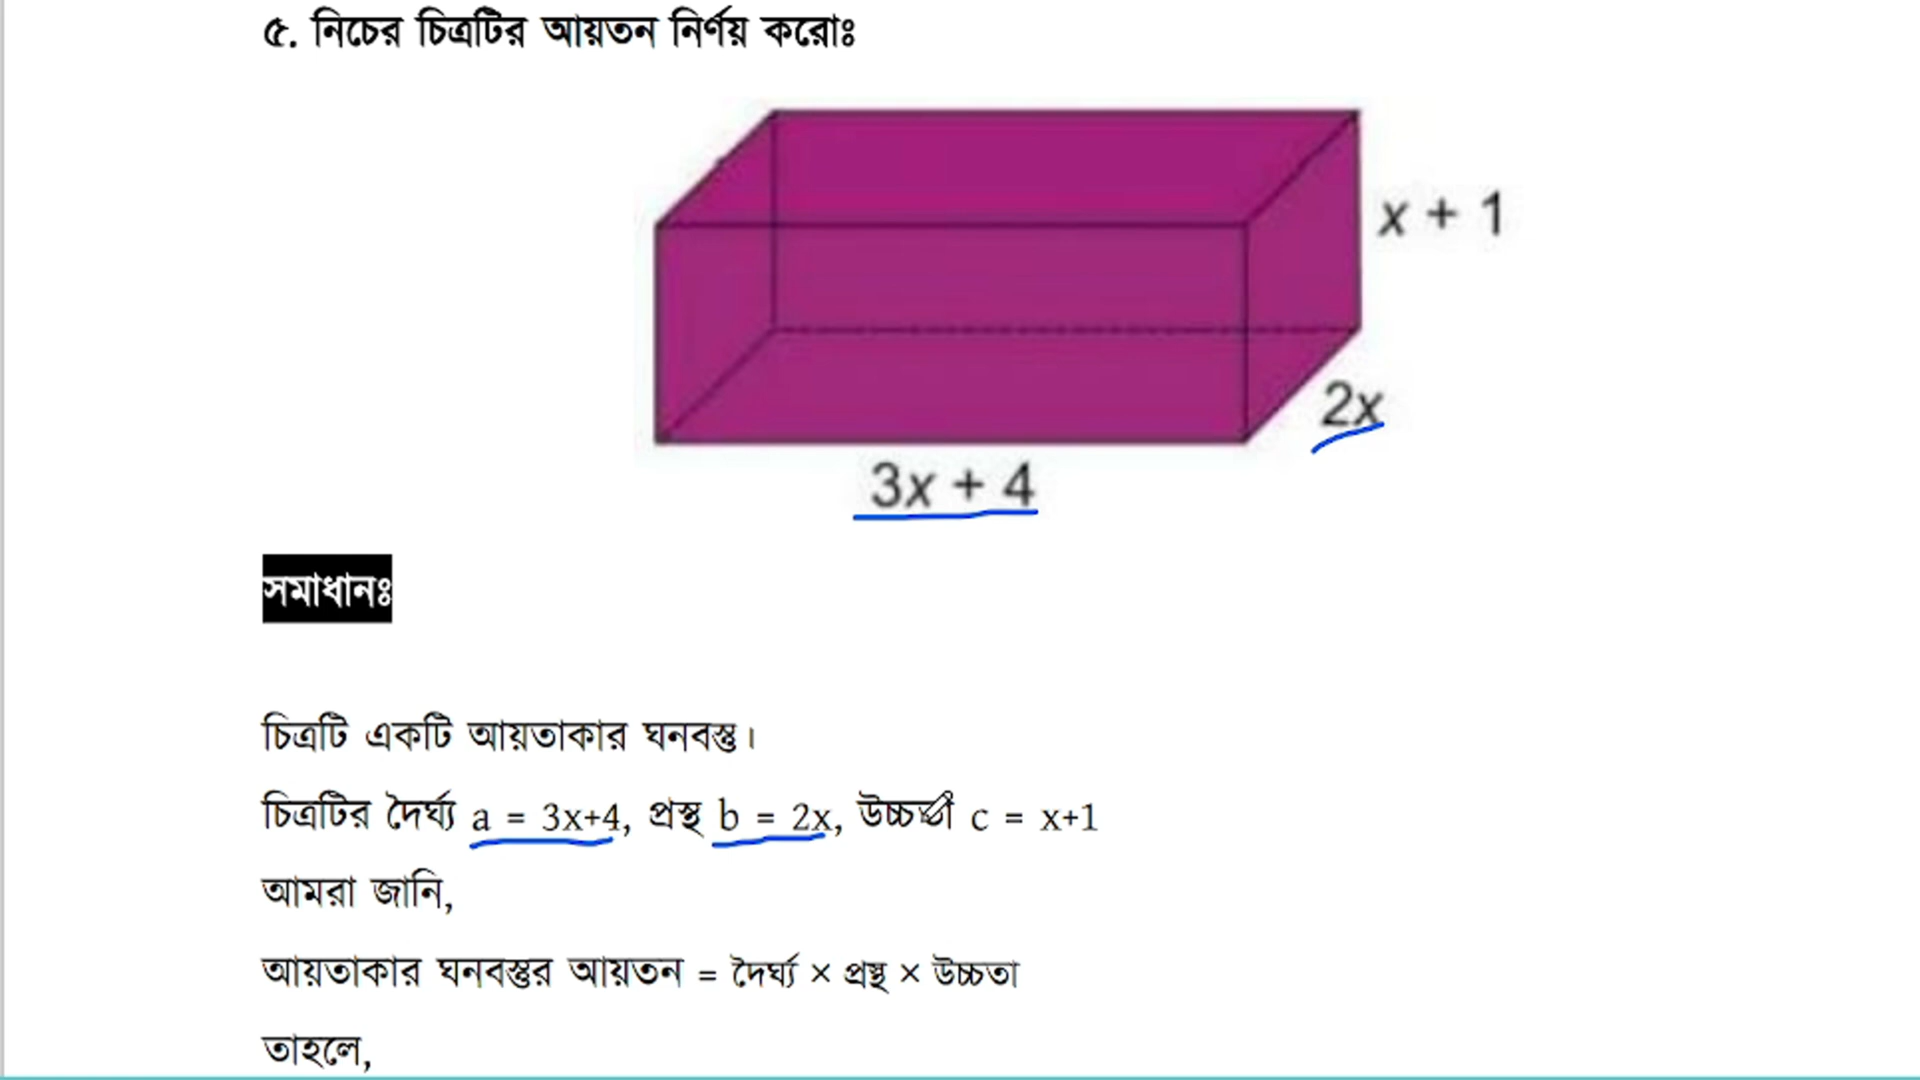 ৫. নিচের চিত্রটির আয়তন নির্ণয় করোঃ
x + 1
2x
3x + 4
সমাধানঃ
চিত্রটি একটি আয়তাকার ঘনবস্তু।
চিত্রটির দৈর্ঘ্য a = 3x+4, প্রস্থ b = 2x, উচ্চতা c = x+1
আমরা জানি,
আয়তাকার ঘনবস্তুর আয়তন = দৈর্ঘ্য × প্রস্থ × উচ্চতা
তাহলে,